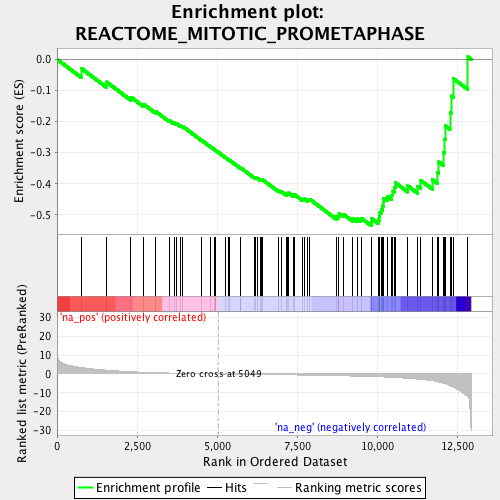 Enrichment plot:
REACTOME_MITOTIC_PROMETAPHASE
Enrichment score (ES)
0.0
-0.1
-0.2
-0.3
-0.4
-0.5
'na_pos' (positively correlated)
Ranked list metric (PreRanked)
30
20
10
0
-10
-20
-30
Zero cross at 5049
'na_neg' (negatively correlated)
0
2,500
5,000
7,500
10,000
12,500
Rank in Ordered Dataset
Enrichment profile
Hits
Ranking metric scores